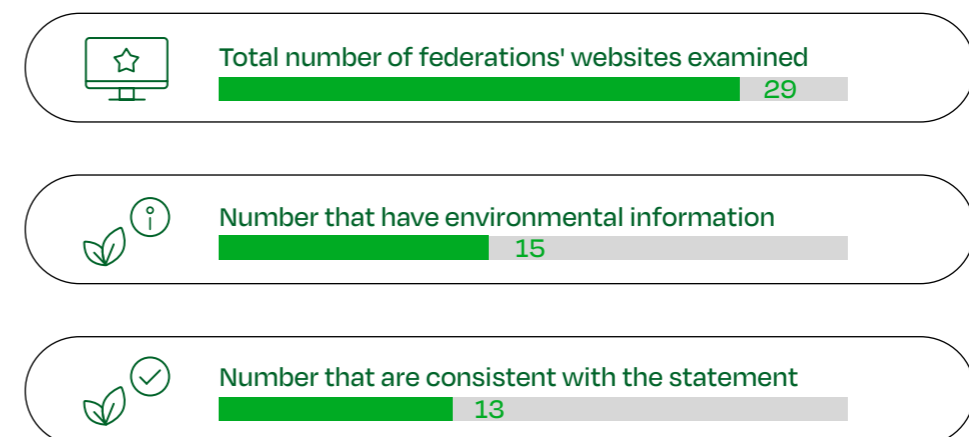 Total number of federations' websites examined
29
Number that have environmental information
15
Number that are consistent with the statement
13